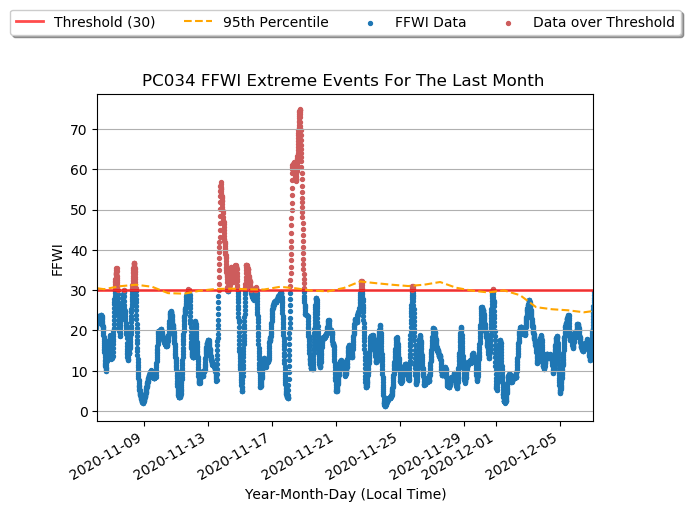 Threshold (30) 95th Percentile FFWI Data Data over Threshold
PC034 FFWI Extreme Events For The Last Month
FFWI
70
60
50
40
30
20
10
0
2020-11-09 2020-11-13 2020-11-17 2020-11-21 2020-11-25 2020-11-29 2020-12-01 2020-12-05
Year-Month-Day (Local Time)